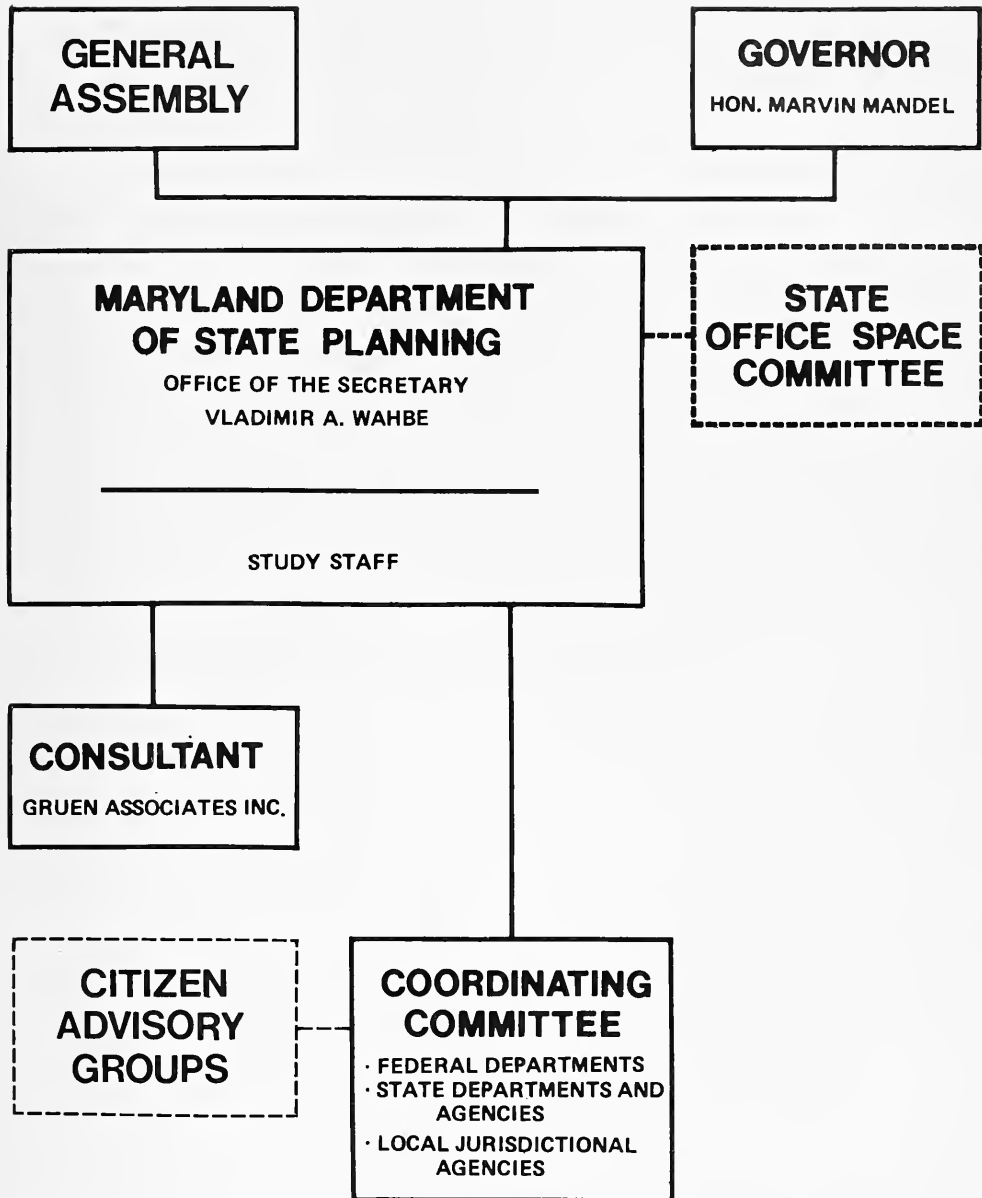 GENERAL
ASSEMBLY
GOVERNOR
HON. MARVIN MANDEL
MARYLAND DEPARTMENT
OF STATE PLANNING
OFFICE OF THE SECRETARY
VLADIMIR A. WAHBE
STUDY STAFF
STATE
OFFICE SPACE
COMMITTEE
CONSULTANT
GRUEN ASSOCIATES INC.
CITIZEN
ADVISORY
GROUPS
COORDINATING
COMMITTEE
· FEDERAL DEPARTMENTS
· STATE DEPARTMENTS AND
AGENCIES
· LOCAL JURISDICTIONAL
AGENCIES